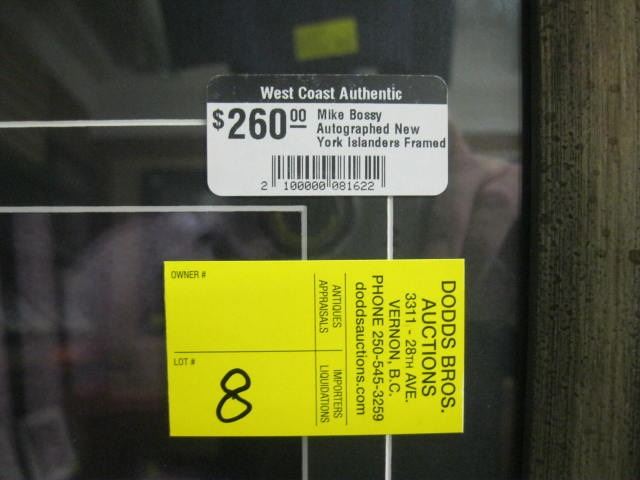 West Coast Authentic
$260.00
Mike Bossy
Autographed New
York Islanders Framed
2 100000 081622
OWNER #
LOT #
8
ANTIQUES
APPRAISALS
IMPORTERS
LIQUIDATIONS
DODDS BROS.
AUCTIONS
3311 - 28TH AVE.
VERNON, B.C.
PHONE 250-545-3259
doddsauctions.com